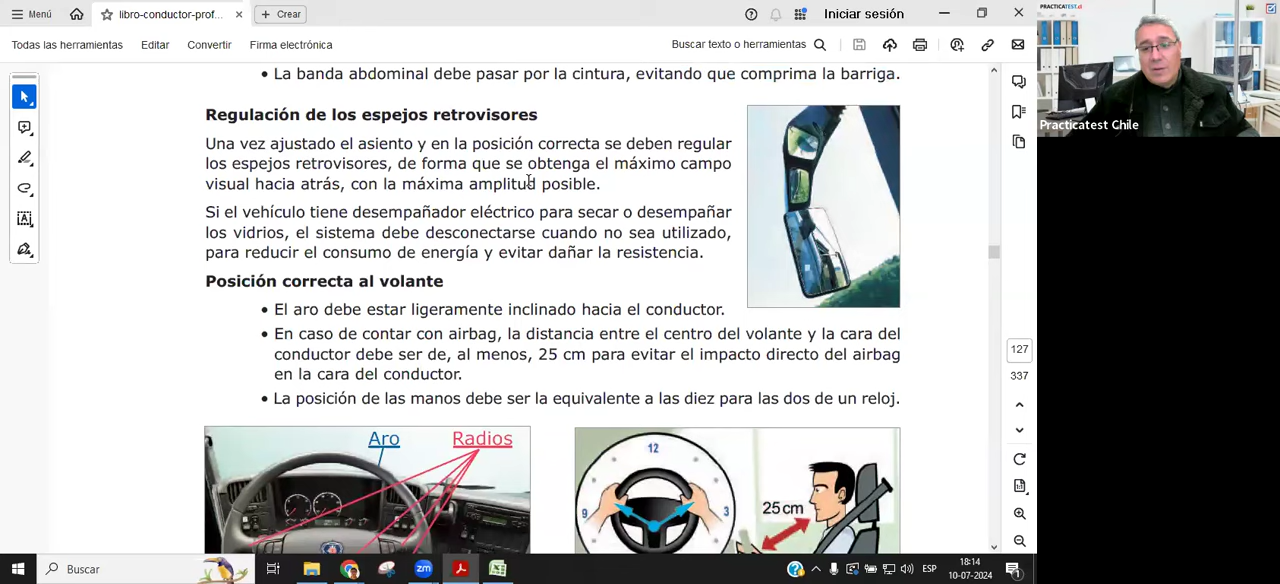 Menú
libro-conductor-prof...
Crear
Iniciar sesión
Todas las herramientas
Editar
Convertir
Firma electrónica
Buscar texto o herramientas
• La banda abdominal debe pasar por la cintura, evitando que comprima la barriga.
Regulación de los espejos retrovisores
Una vez ajustado el asiento y en la posición correcta se deben regular
los espejos retrovisores, de forma que se obtenga el máximo campo
visual hacia atrás, con la máxima amplitud posible.
Si el vehículo tiene desempañador eléctrico para secar o desempañar
los vidrios, el sistema debe desconectarse cuando no sea utilizado,
para reducir el consumo de energía y evitar dañar la resistencia.
Posición correcta al volante
• El aro debe estar ligeramente inclinado hacia el conductor.
• En caso de contar con airbag, la distancia entre el centro del volante y la cara del
conductor debe ser de, al menos, 25 cm para evitar el impacto directo del airbag
en la cara del conductor.
• La posición de las manos debe ser la equivalente a las diez para las dos de un reloj.
Aro
Radios
12
9
3
25 cm
127
337
PRACTICATEST.cl
Practicatest Chile
Buscar
zm
ESP
18:14
10-07-2024
1